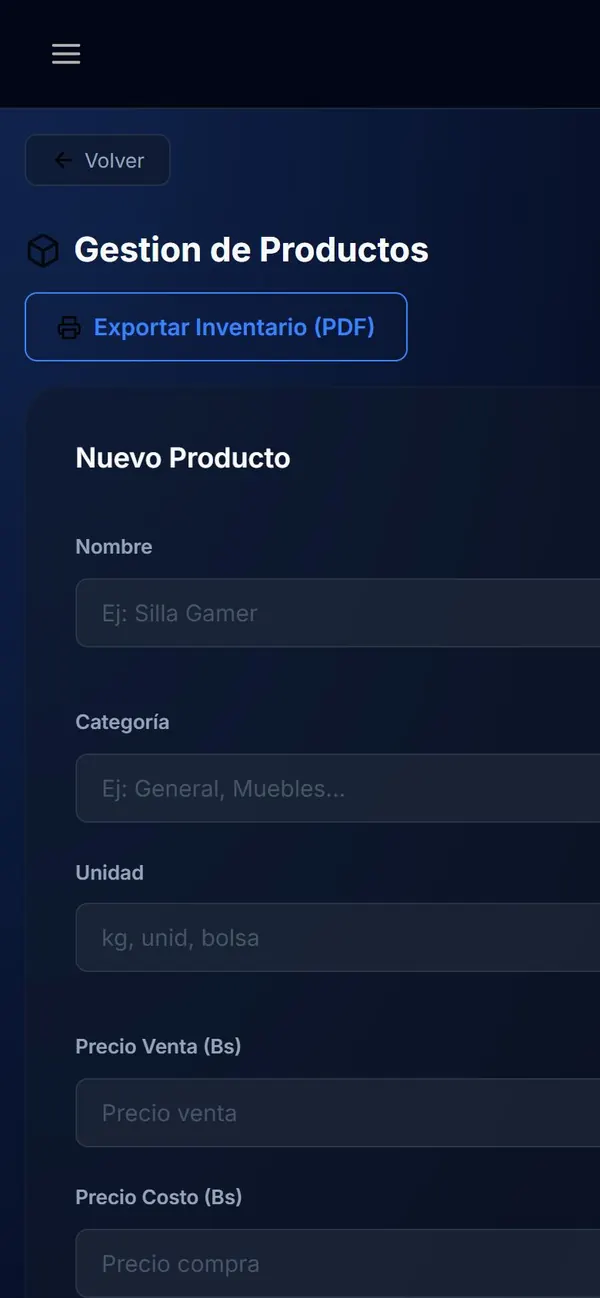 Volver
Gestion de Productos
Exportar Inventario (PDF)
Nuevo Producto
Nombre
Ej: Silla Gamer
Categoría
Ej: General, Muebles...
Unidad
kg, unid, bolsa
Precio Venta (Bs)
Precio venta
Precio Costo (Bs)
Precio compra